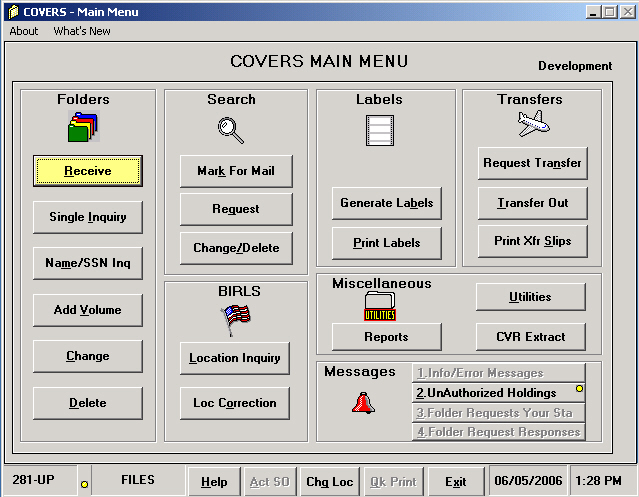 COVERS - Main Menu
About What's New
COVERS MAIN MENU
Development
Folders
Receive
Single Inquiry
Name/SSN Inq
Add Volume
Change
Delete
Search
Mark For Mail
Request
Change/Delete
BIRLS
Location Inquiry
Loc Correction
Labels
Generate Labels
Print Labels
Transfers
Request Transfer
Transfer Out
Print Xfr Slips
Miscellaneous
UTILITIES
Reports
Utilities
CVR Extract
Messages
1.Info/Error Messages
2.UnAuthorized Holdings
3.Folder Requests Your Sta
4.Folder Request Responses
281-UP FILES Help Act SO Chg Loc Qk Print Exit 06/05/2006 1:28 PM